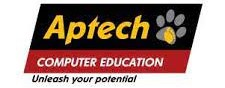 Aptech
COMPUTER EDUCATION
Unleash your potential